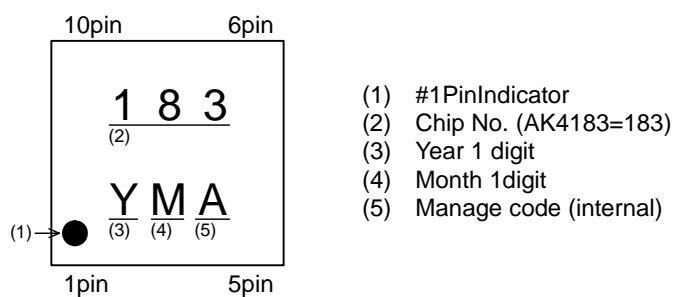 10pin 6pin
1 8 3
(2)
Y M A
(3) (4) (5)
(1)
1pin 5pin
(1) #1PinIndicator
(2) Chip No. (AK4183=183)
(3) Year 1 digit
(4) Month 1digit
(5) Manage code (internal)